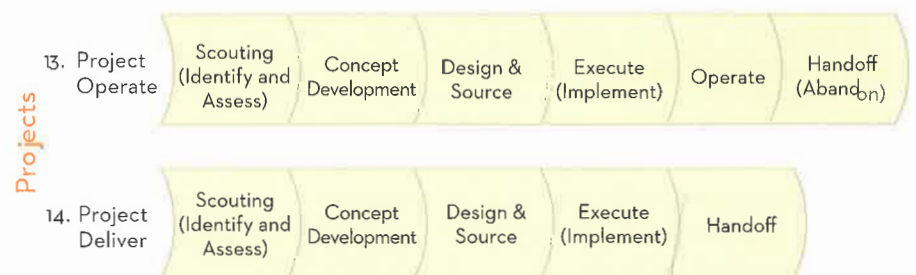 Projects
13. Project
Operate
Scouting
(Identify and
Assess)
Concept
Development
Design &
Source
Execute
(Implement)
Operate
Handoff
(Abandon)
14. Project
Deliver
Scouting
(Identify and
Assess)
Concept
Development
Design &
Source
Execute
(Implement)
Handoff